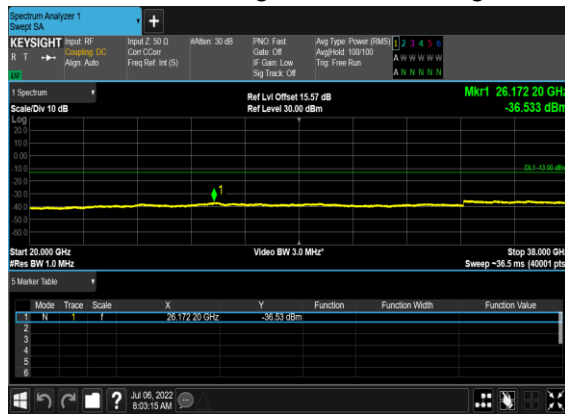 Spectrum Analyzer 1
Swept SA
+
KEYSIGHT
R T
LW
Input: RF
Coupling: DC
Align: Auto
Input Z: 50 Ω
Corr CCorr
Freq Ref: Int (S)
#Atten: 30 dB
PNO: Fast
Gate: Off
IF Gain: Low
Sig Track: Off
Avg Type: Power (RMS)
Avg|Hold: 100/100
Trig: Free Run
1 2 3 4 5 6
A W W W W W
A N N N N N
1 Spectrum
Scale/Div 10 dB
Ref Lvl Offset 15.57 dB
Ref Level 30.00 dBm
Mkr1 26.172 20 GHz
-36.533 dBm
Log
20.0
10.0
0.00
-10.0
DL1 -13.00 dBm
-20.0
-30.0
-40.0
-50.0
-60.0
1
Start 20.000 GHz
#Res BW 1.0 MHz
Video BW 3.0 MHz*
Stop 38.000 GHz
Sweep ~36.5 ms (40001 pts)
5 Marker Table
Mode Trace Scale X Y Function Function Width Function Value
1 N 1 f 26.172 20 GHz -36.53 dBm
2
3
4
5
6
?
Jul 06, 2022
8:03:15 AM